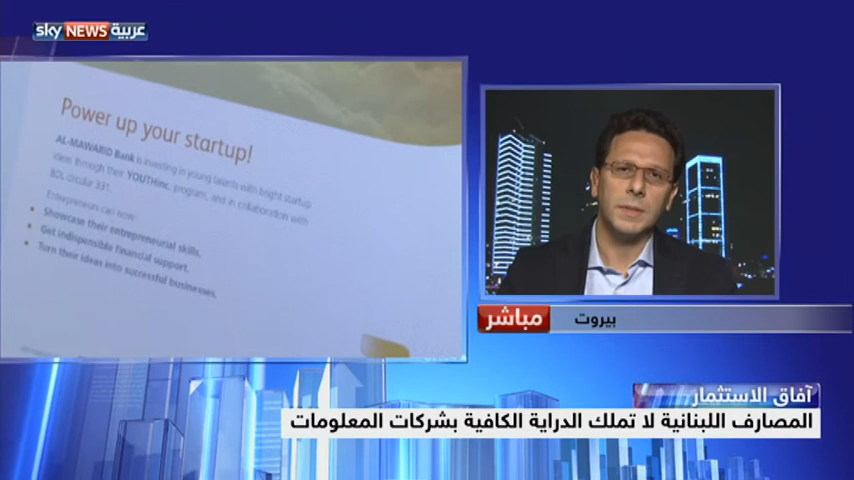 sky NEWS عربية
Power up your startup!
AL-MAWARID Bank is investing in young talents with bright startup
ideas through their YOUTHinc. program, and in collaboration with
BDL circular 331.
Entrepreneurs can now:
• Showcase their entrepreneurial skills.
• Get indispensible financial support.
• Turn their ideas into successful businesses.
مباشر
بيروت
آفاق الاستثمار
المصارف اللبنانية لا تملك الدراية الكافية بشركات المعلومات